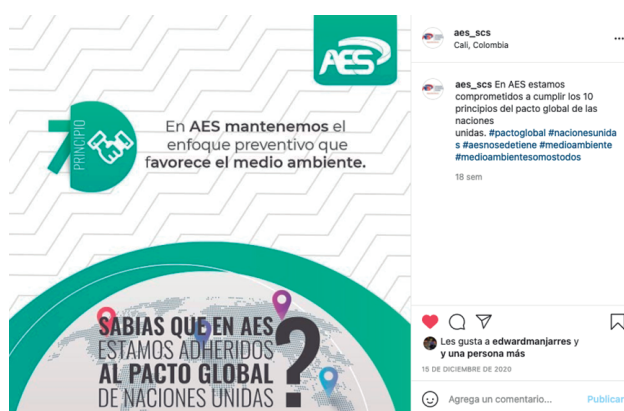 AES
7
PRINCIPIO
En AES mantenemos el
enfoque preventivo que
favorece el medio ambiente.
SABIAS QUE EN AES
ESTAMOS ADHERIDOS
AL PACTO GLOBAL
DE NACIONES UNIDAS
?
aes_scs
Cali, Colombia
aes_scs En AES estamos
comprometidos a cumplir los 10
principios del pacto global de las
naciones
unidas. #pactoglobal #nacionesunida
s #aesnosedetiene #medioambiente
#medioambientesomostodos
18 sem
Les gusta a edwardmanjarres y
y una persona más
15 DE DICIEMBRE DE 2020
Agrega un comentario...
Publicar